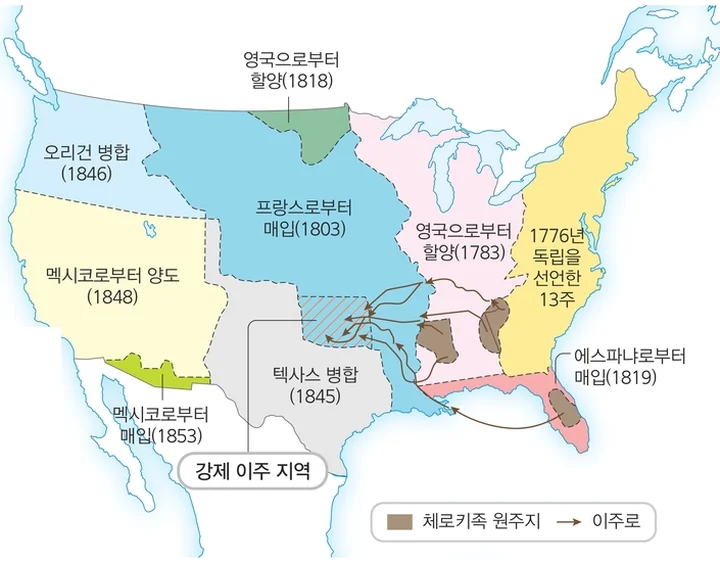 영국으로부터
할양(1818)
오리건 병합
(1846)
프랑스로부터
매입(1803)
영국으로부터
할양(1783)
1776년
독립을
선언한
13주
멕시코로부터 양도
(1848)
에스파냐로부터
매입(1819)
텍사스 병합
(1845)
멕시코로부터
매입(1853)
강제 이주 지역
체로키족 원주지
이주로